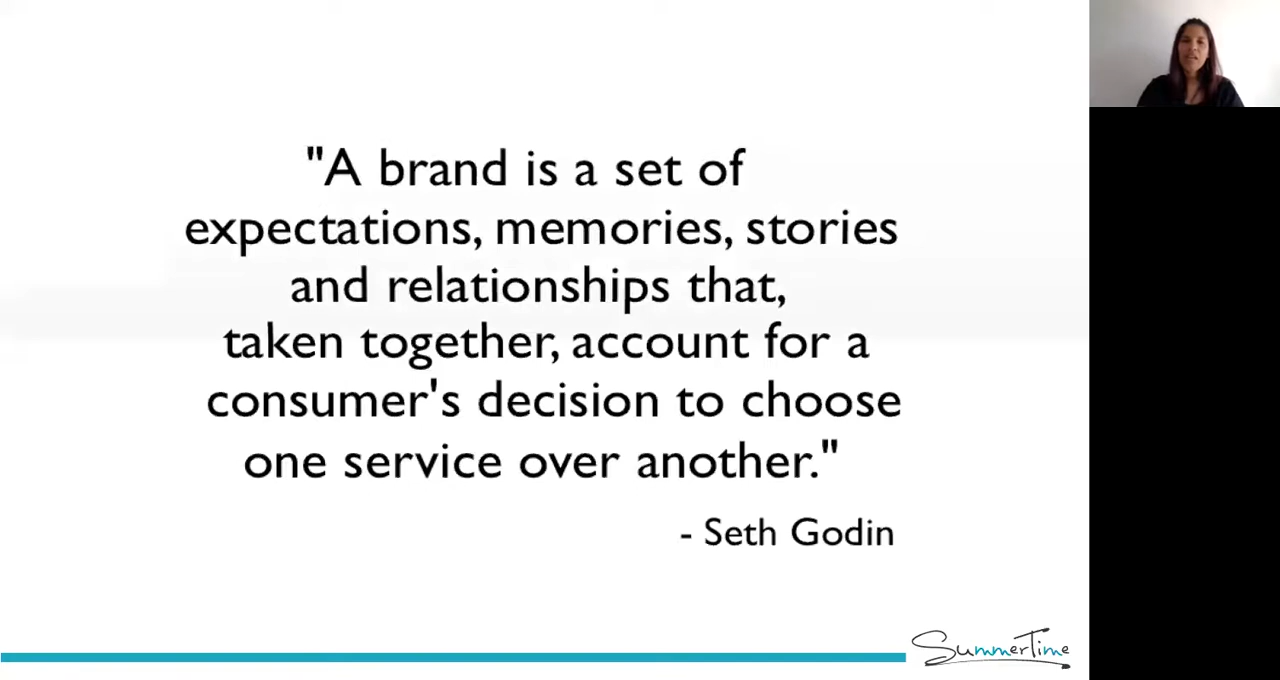 "A brand is a set of
expectations, memories, stories
and relationships that,
taken together, account for a
consumer's decision to choose
one service over another."
- Seth Godin
SummerTime